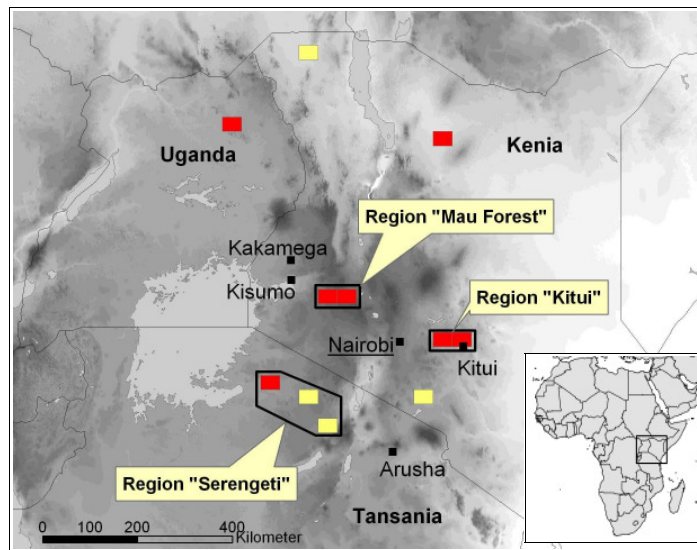 Uganda
Kenia
Region "Mau Forest"
Kakamega
Kisumo
Region "Kitui"
Nairobi
Kitui
Arusha
Region "Serengeti"
Tansania
0 100 200 400
Kilometer